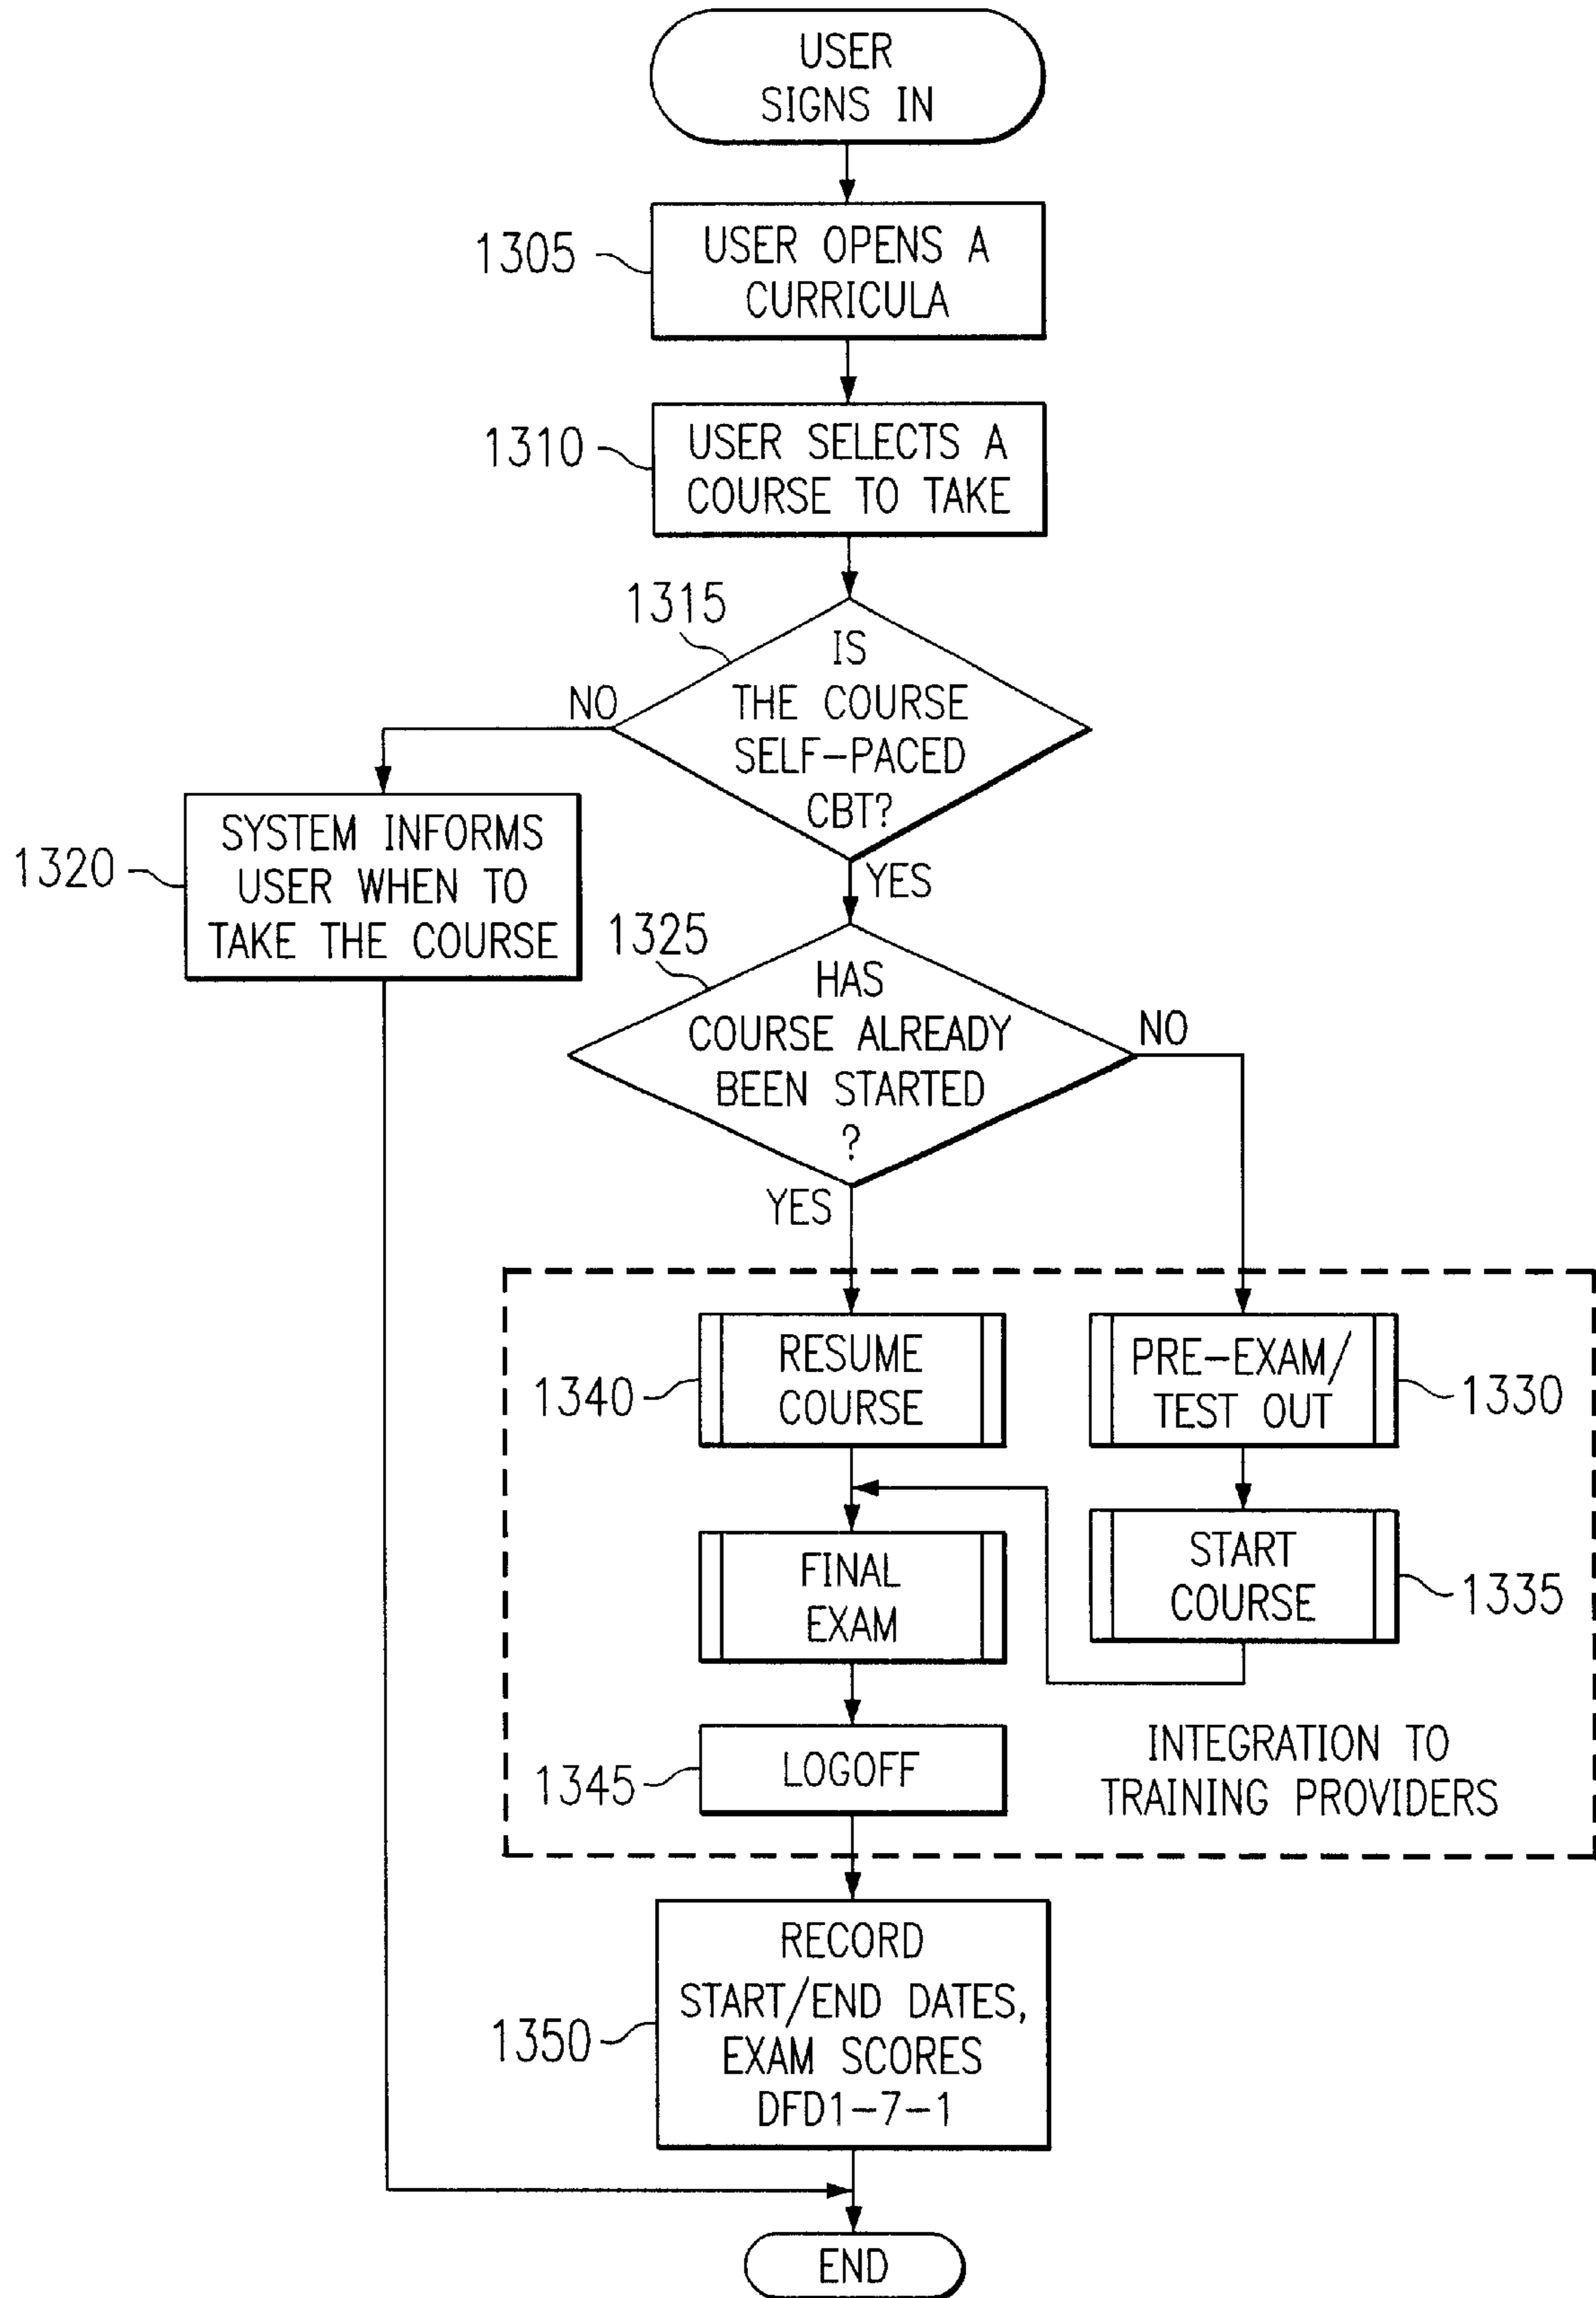 USER
SIGNS IN
1305
USER OPENS A
CURRICULA
1310
USER SELECTS A
COURSE TO TAKE
1315
IS
THE COURSE
SELF-PACED
CBT?
NO
YES
1320
SYSTEM INFORMS
USER WHEN TO
TAKE THE COURSE
1325
HAS
COURSE ALREADY
BEEN STARTED
?
NO
YES
1340
RESUME
COURSE
PRE-EXAM/
TEST OUT
1330
FINAL
EXAM
START
COURSE
1335
1345
LOGOFF
INTEGRATION TO
TRAINING PROVIDERS
1350
RECORD
START/END DATES,
EXAM SCORES
DFD1-7-1
END